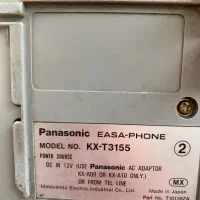 Panasonic EASA-PHONE
MODEL NO. KX-T3155
2
POWER SOURCE
DC IN 12V (USE Panasonic AC ADAPTOR
KX-A09 OR KX-A10 ONLY.)
OR FROM TEL LINE
MX
Matsushita Electric Industrial Co., Ltd.
Made in Japan